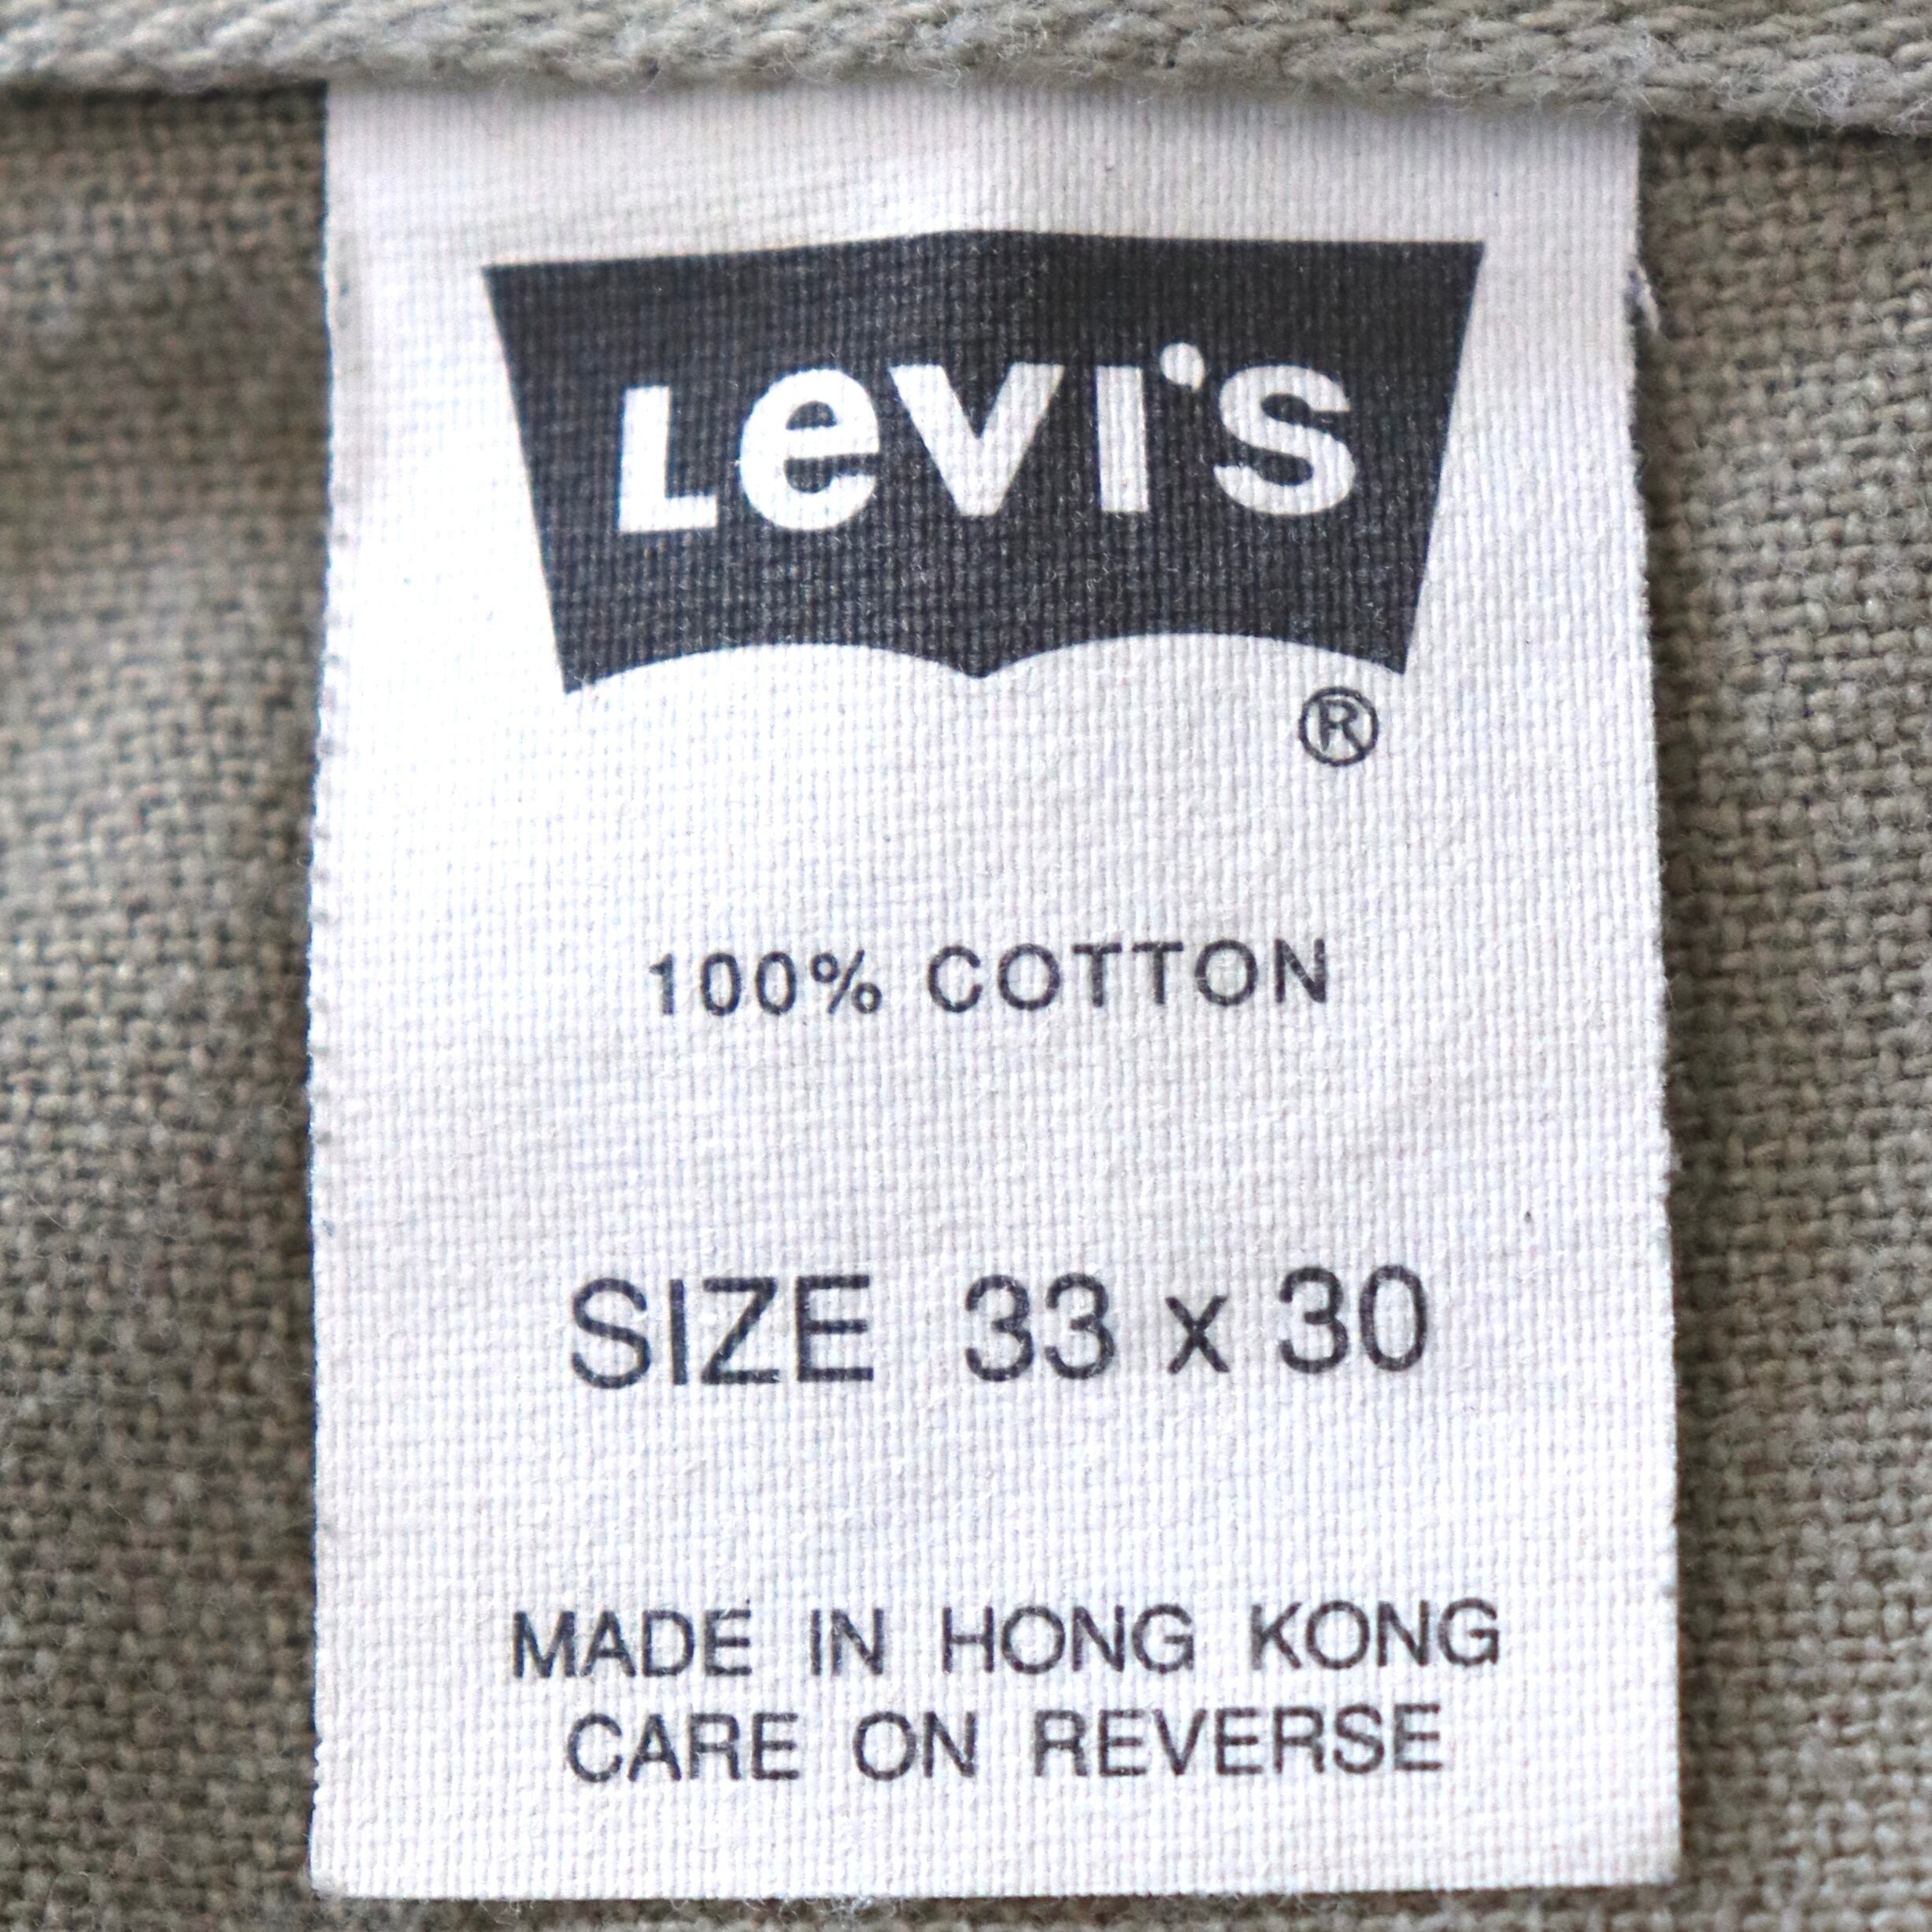 LeVI'S
®
100% COTTON
SIZE 33 x 30
MADE IN HONG KONG
CARE ON REVERSE